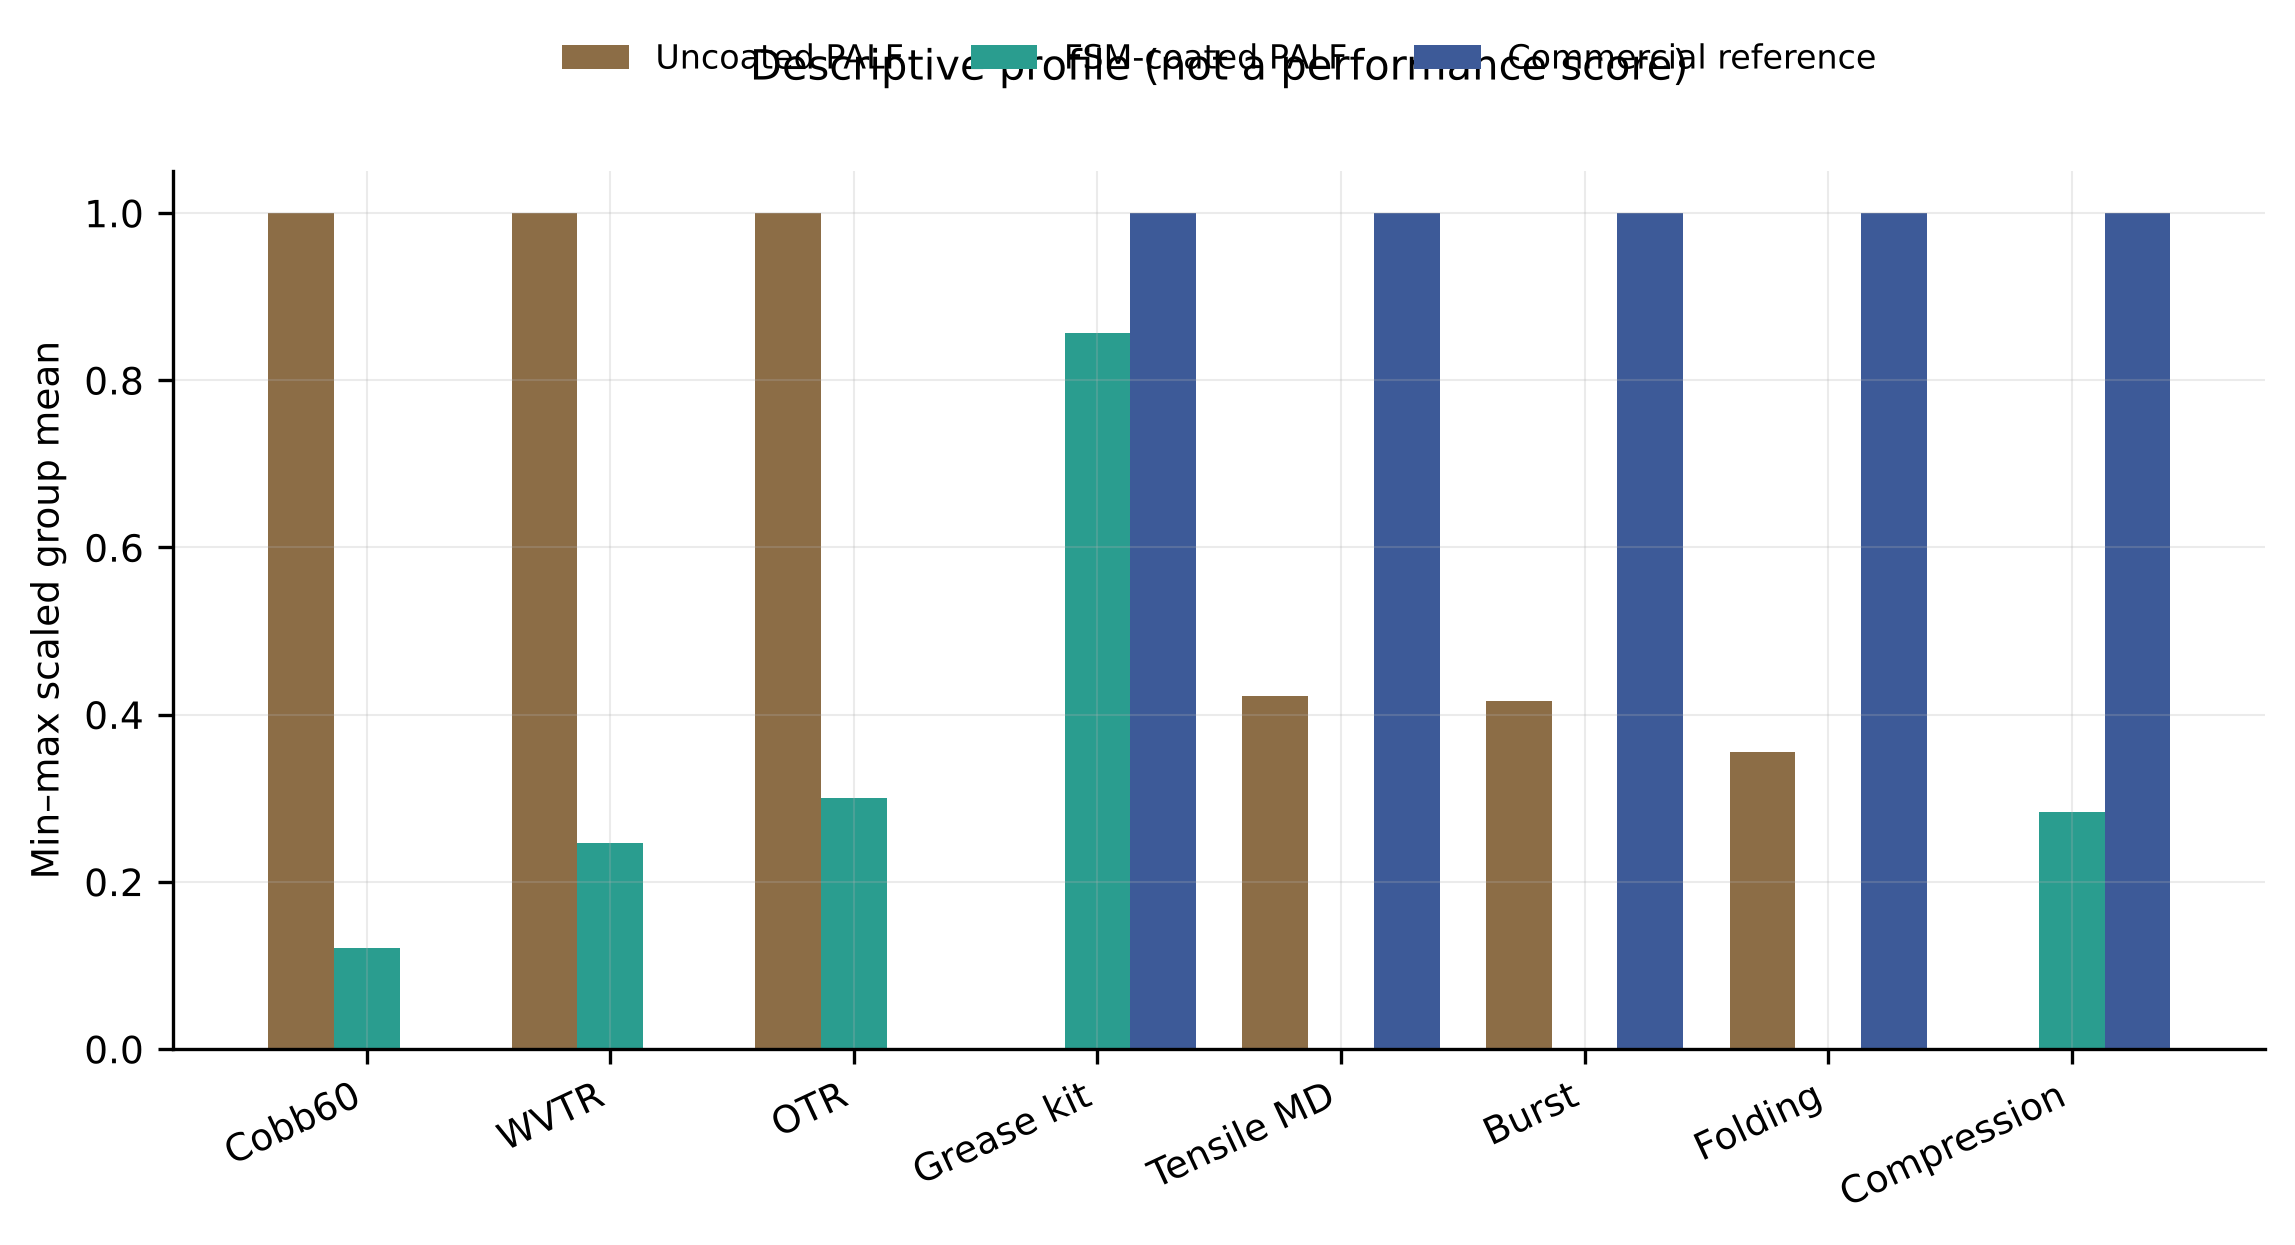 Uncoated PALF FSM-coated PALF Commercial reference
Descriptive profile (not a performance score)
Min–max scaled group mean
1.0
0.8
0.6
0.4
0.2
0.0
Cobb60
WVTR
OTR
Grease kit
Tensile MD
Burst
Folding
Compression